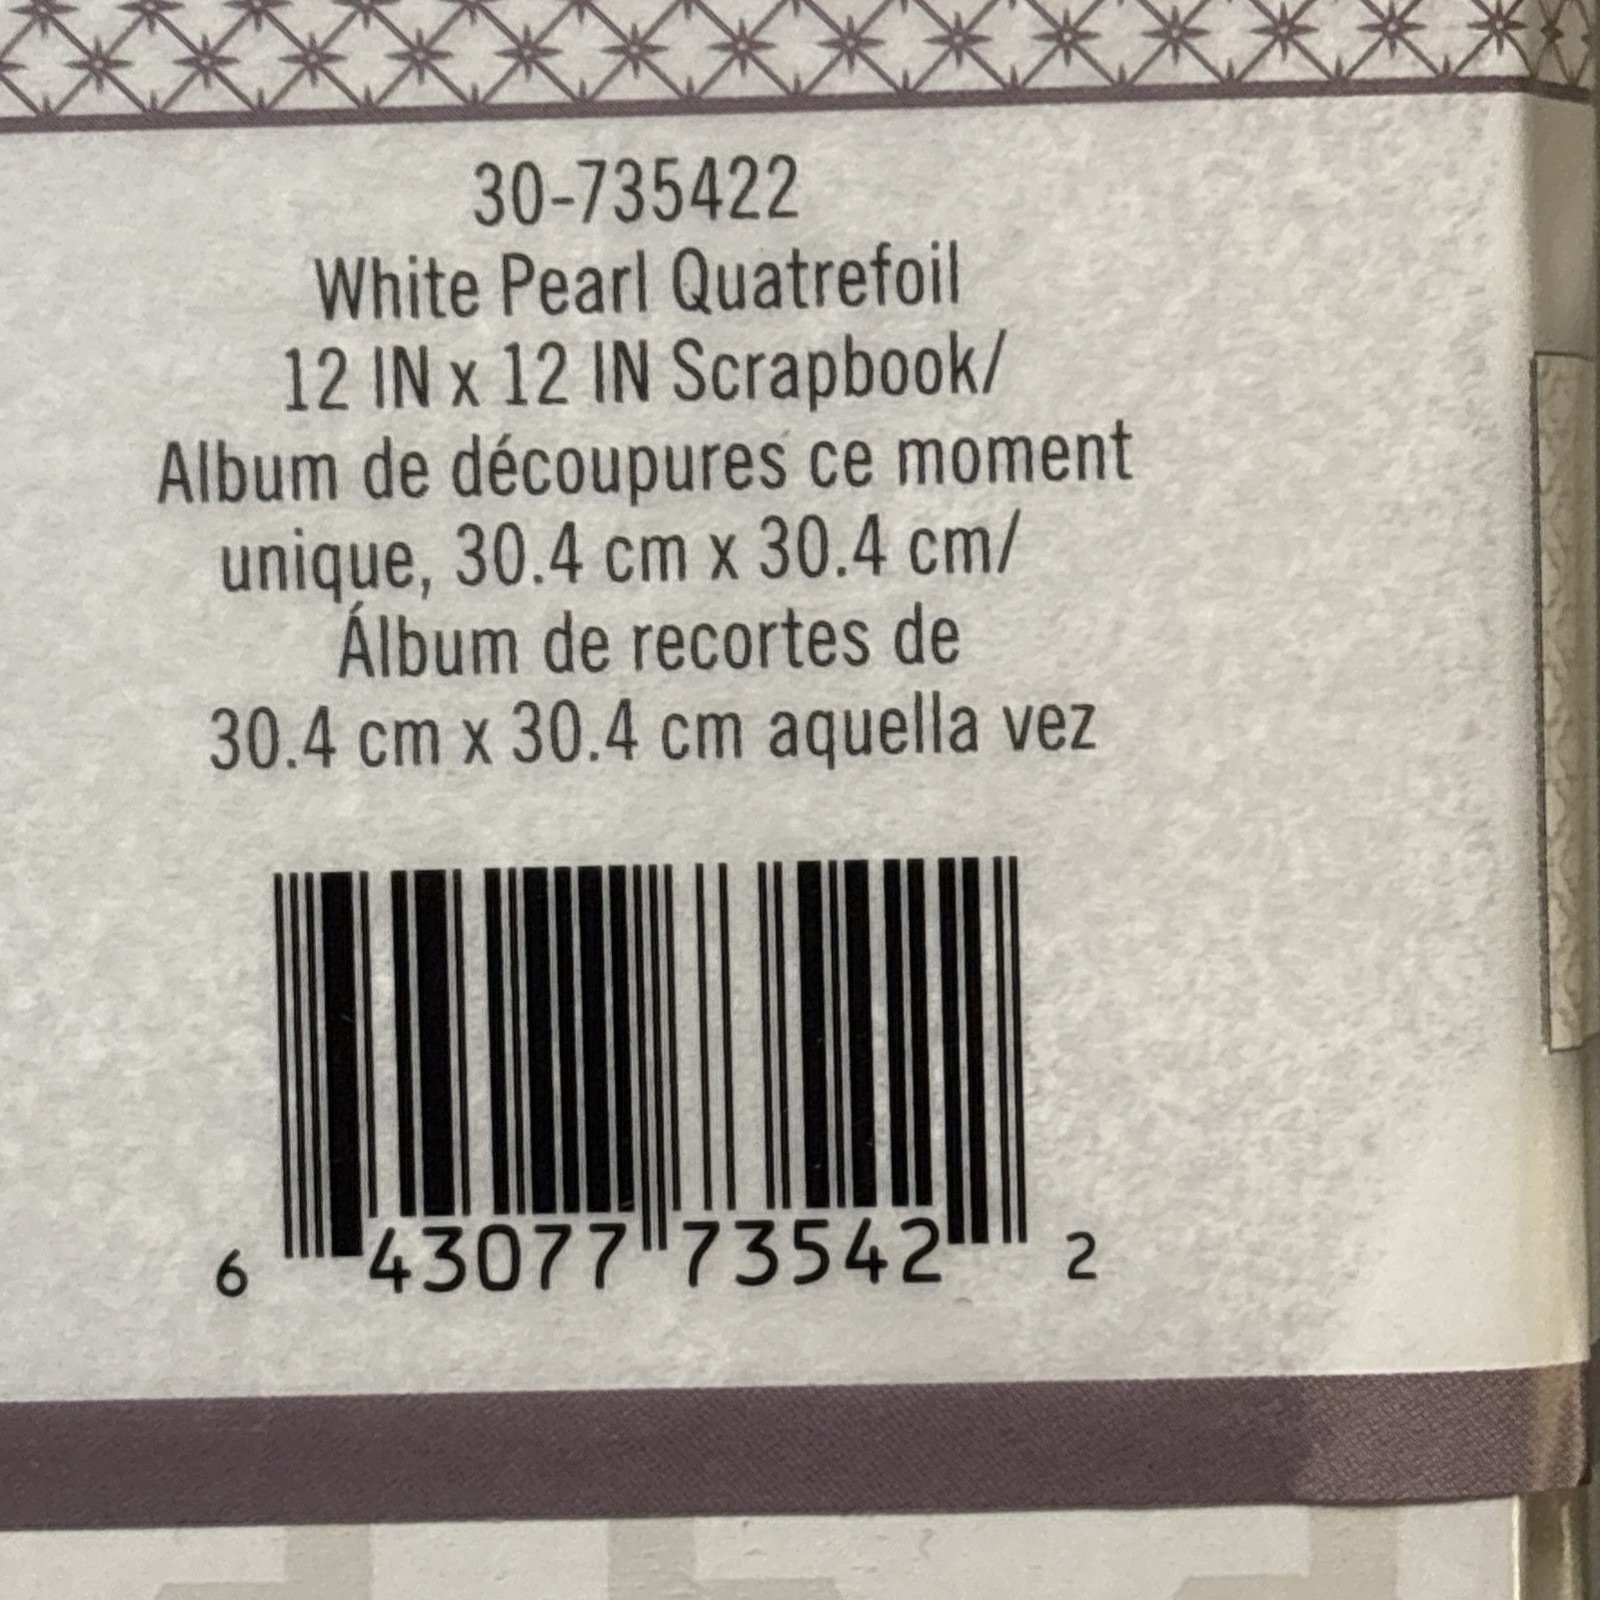 30-735422
White Pearl Quatrefoil
12 IN x 12 IN Scrapbook/
Album de découpures ce moment
unique, 30.4 cm x 30.4 cm/
Álbum de recortes de
30.4 cm x 30.4 cm aquella vez
6 43077 73542 2